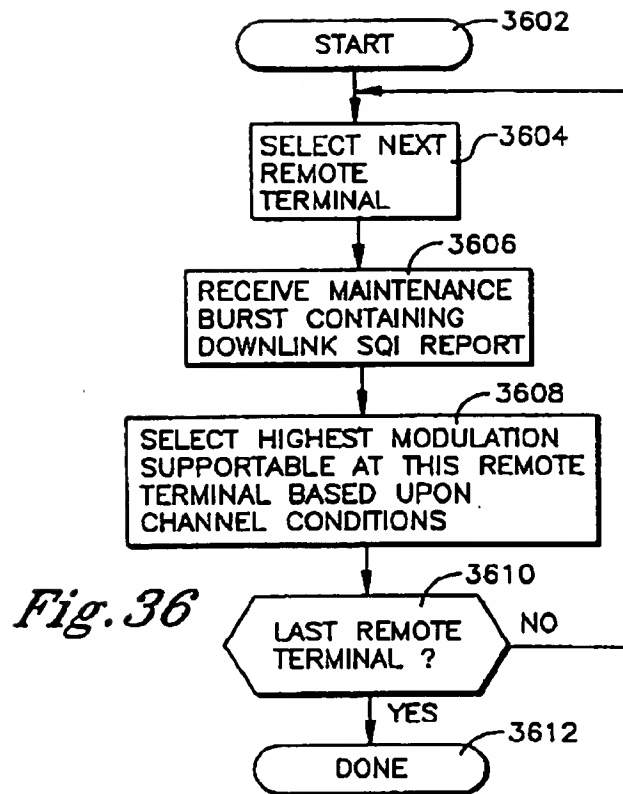 START
3602
SELECT NEXT
REMOTE
TERMINAL
3604
3606
RECEIVE MAINTENANCE
BURST CONTAINING
DOWNLINK SQI REPORT
3608
SELECT HIGHEST MODULATION
SUPPORTABLE AT THIS REMOTE
TERMINAL BASED UPON
CHANNEL CONDITIONS
3610
LAST REMOTE
TERMINAL ?
NO
YES
3612
DONE
Fig. 36